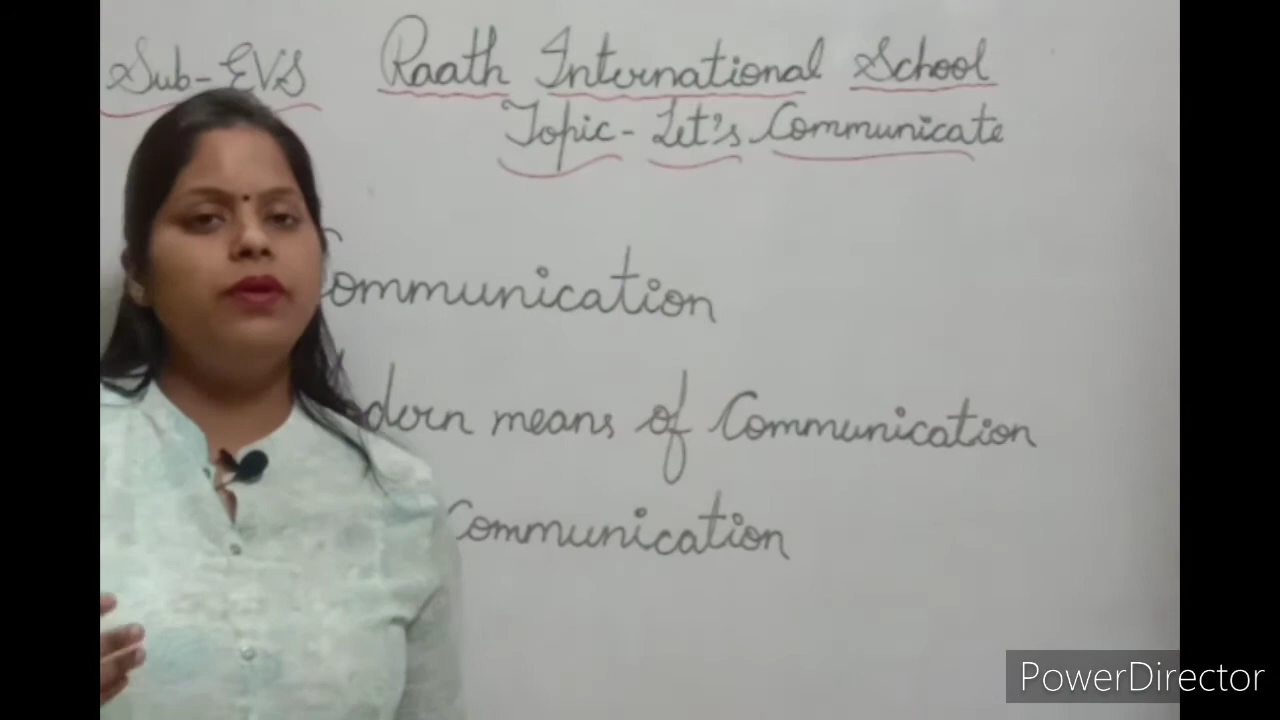 Sub-EVS Raath International School
Topic- Let's Communicate
Communication
means of Communication
Communication
PowerDirector